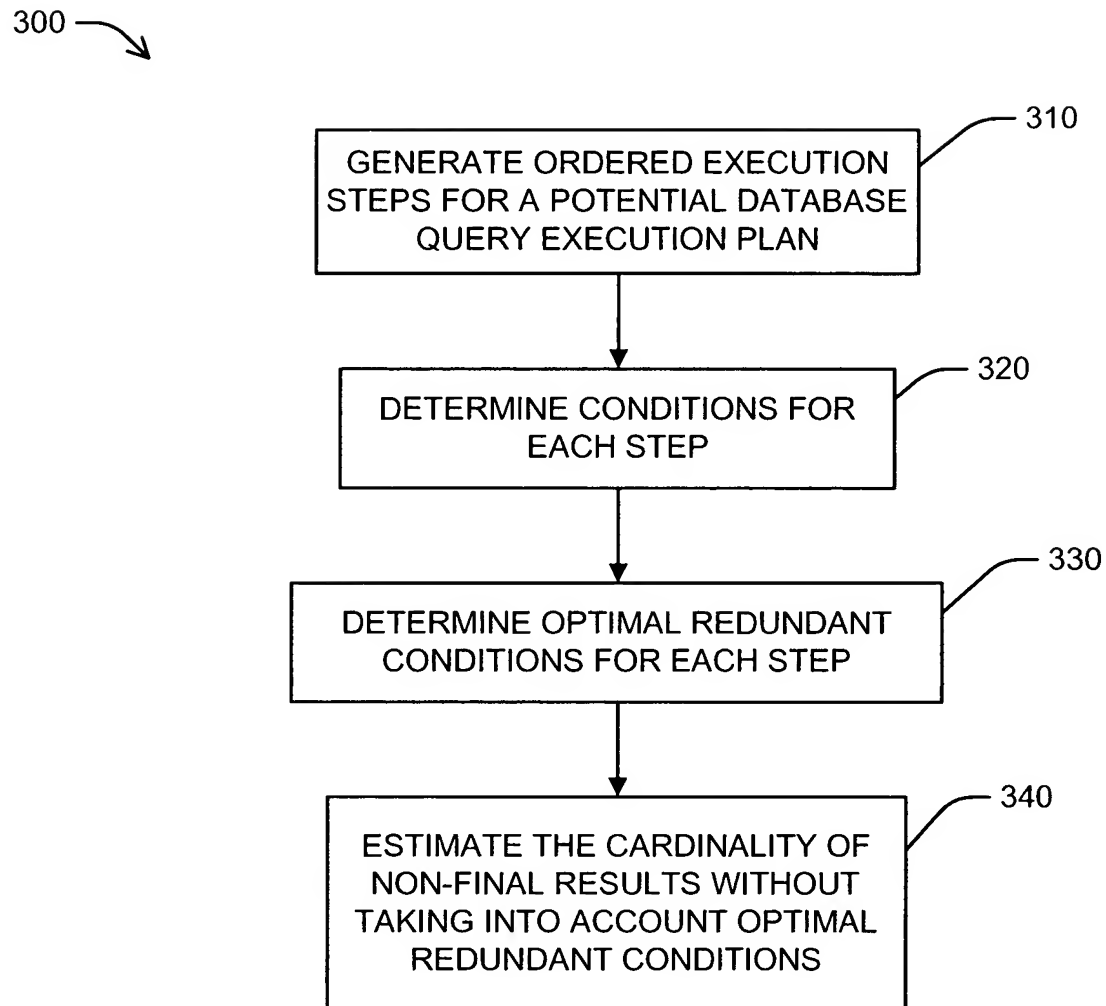 300
310
GENERATE ORDERED EXECUTION
STEPS FOR A POTENTIAL DATABASE
QUERY EXECUTION PLAN
320
DETERMINE CONDITIONS FOR
EACH STEP
330
DETERMINE OPTIMAL REDUNDANT
CONDITIONS FOR EACH STEP
340
ESTIMATE THE CARDINALITY OF
NON-FINAL RESULTS WITHOUT
TAKING INTO ACCOUNT OPTIMAL
REDUNDANT CONDITIONS